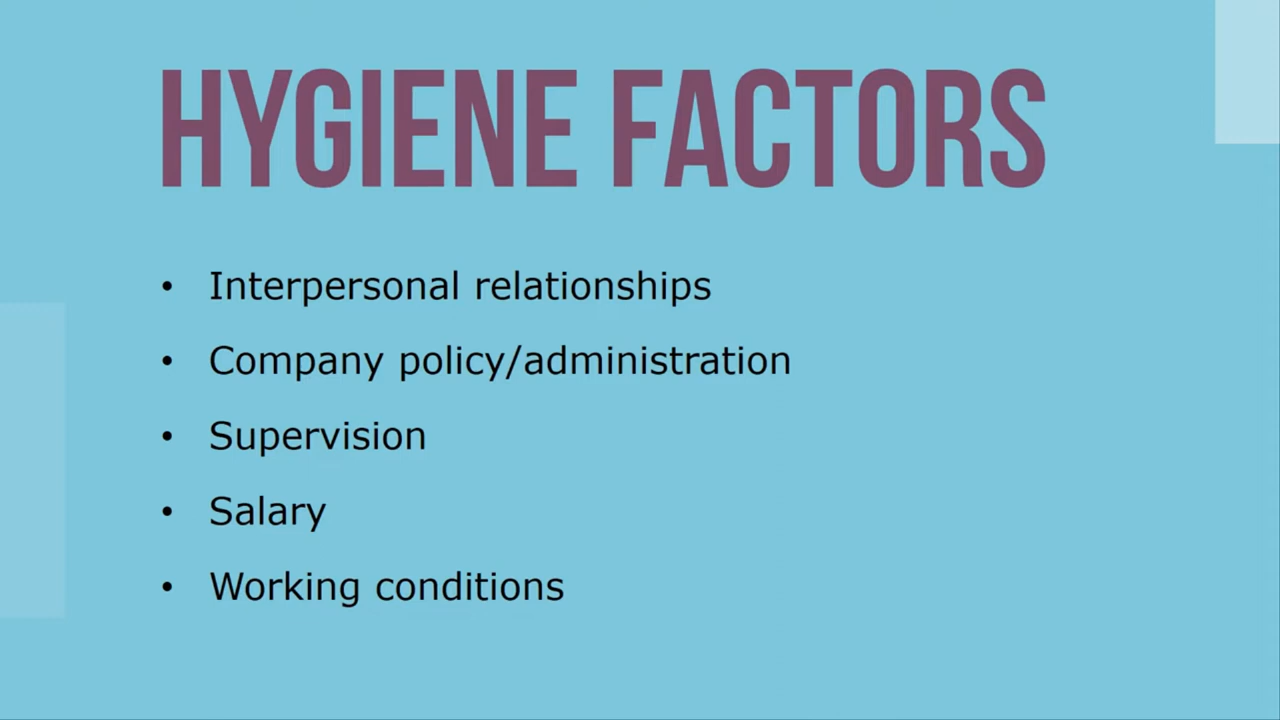 HYGIENE FACTORS
• Interpersonal relationships
• Company policy/administration
• Supervision
• Salary
• Working conditions